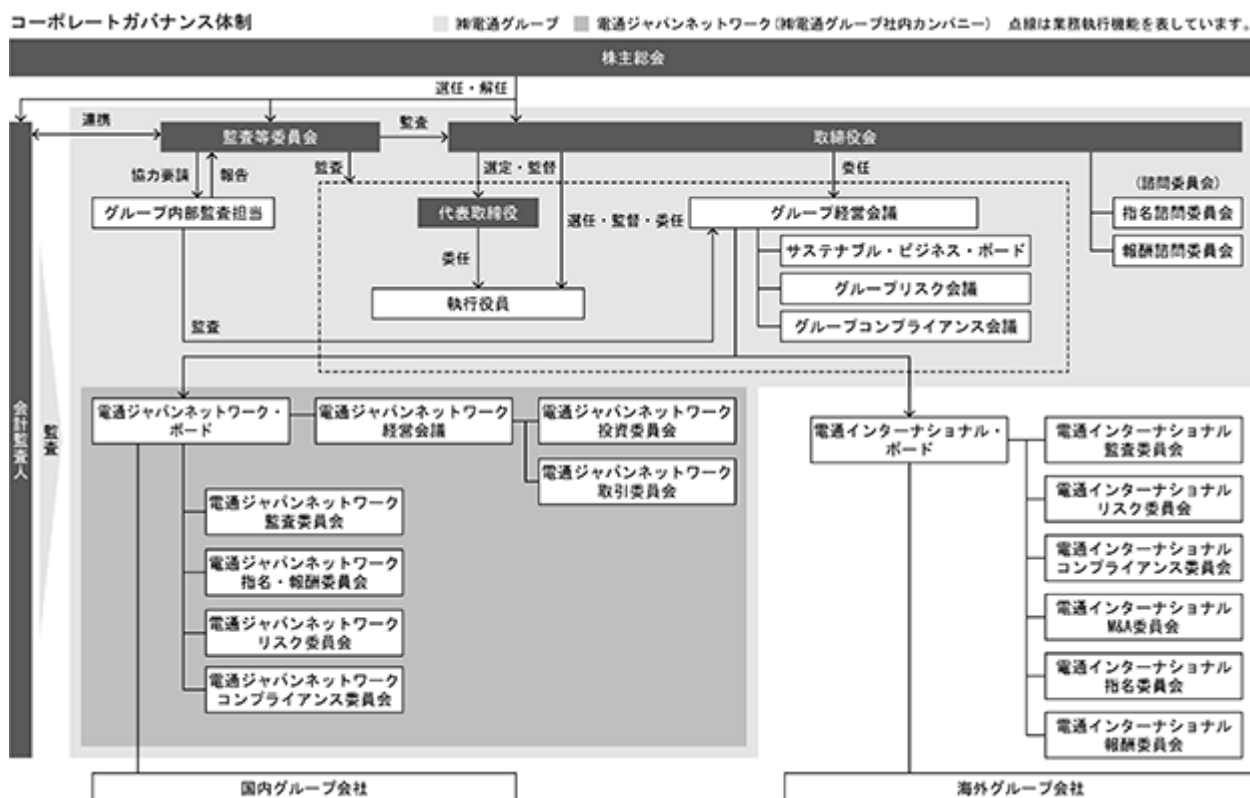 コーポレートガバナンス体制
㈱電通グループ
電通ジャパンネットワーク(㈱電通グループ社内カンパニー)
点線は業務執行機能を表しています。
株主総会
選任・解任
連携
監査等委員会
監査
取締役会
協力要請
報告
監査
選定・監督
委任
(諮問委員会)
グループ内部監査担当
代表取締役
選任・監督・委任
グループ経営会議
指名諮問委員会
サステナブル・ビジネス・ボード
報酬諮問委員会
委任
グループリスク会議
執行役員
監査
グループコンプライアンス会議
会計監査人
監査
電通ジャパンネットワーク・
ボード
電通ジャパンネットワーク
経営会議
電通ジャパンネットワーク
投資委員会
電通ジャパンネットワーク
取引委員会
電通ジャパンネットワーク
監査委員会
電通ジャパンネットワーク
指名・報酬委員会
電通ジャパンネットワーク
リスク委員会
電通ジャパンネットワーク
コンプライアンス委員会
電通インターナショナル・
ボード
電通インターナショナル
監査委員会
電通インターナショナル
リスク委員会
電通インターナショナル
コンプライアンス委員会
電通インターナショナル
M&A委員会
電通インターナショナル
指名委員会
電通インターナショナル
報酬委員会
国内グループ会社
海外グループ会社